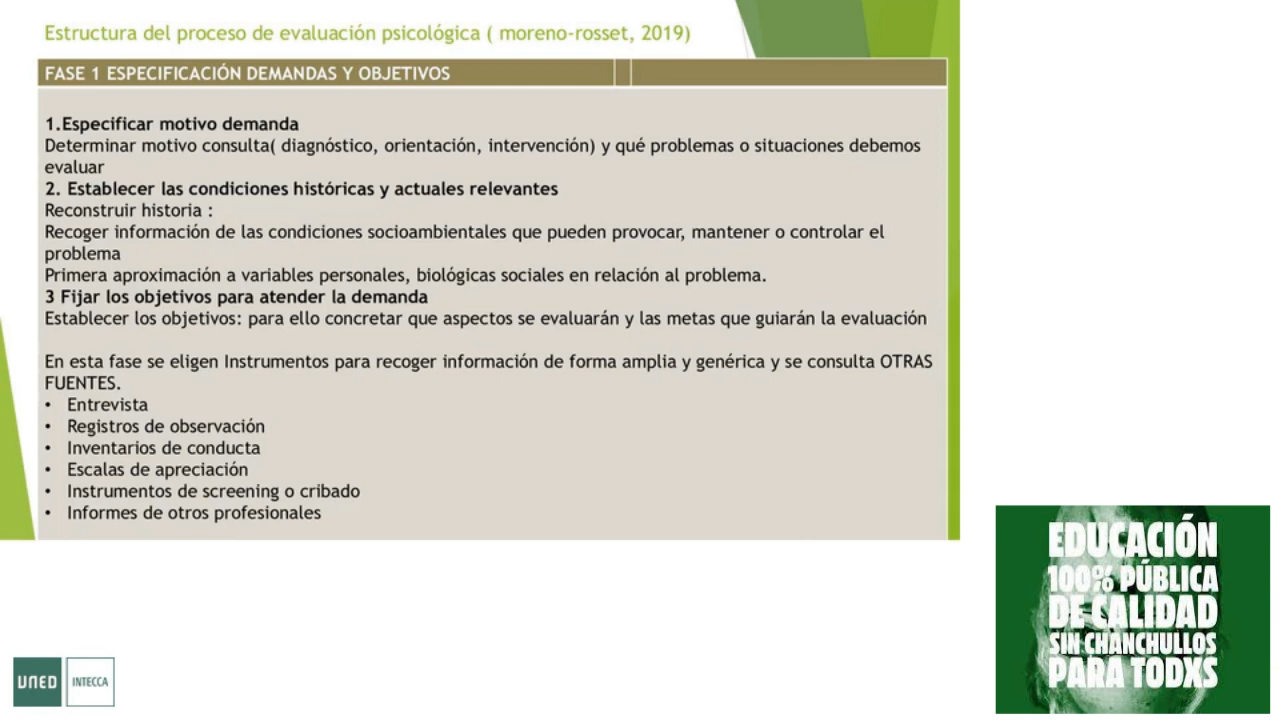 Estructura del proceso de evaluación psicológica ( moreno-rosset, 2019)
FASE 1 ESPECIFICACIÓN DEMANDAS Y OBJETIVOS
1.Especificar motivo demanda
Determinar motivo consulta( diagnóstico, orientación, intervención) y qué problemas o situaciones debemos
evaluar
2. Establecer las condiciones históricas y actuales relevantes
Reconstruir historia :
Recoger información de las condiciones socioambientales que pueden provocar, mantener o controlar el
problema
Primera aproximación a variables personales, biológicas sociales en relación al problema.
3 Fijar los objetivos para atender la demanda
Establecer los objetivos: para ello concretar que aspectos se evaluarán y las metas que guiarán la evaluación
En esta fase se eligen Instrumentos para recoger información de forma amplia y genérica y se consulta OTRAS
FUENTES.
• Entrevista
• Registros de observación
• Inventarios de conducta
• Escalas de apreciación
• Instrumentos de screening o cribado
• Informes de otros profesionales
EDUCACIÓN
100% PÚBLICA
DE CALIDAD
SIN CHANCHULLOS
PARA TODXS
UNED
INTECCA